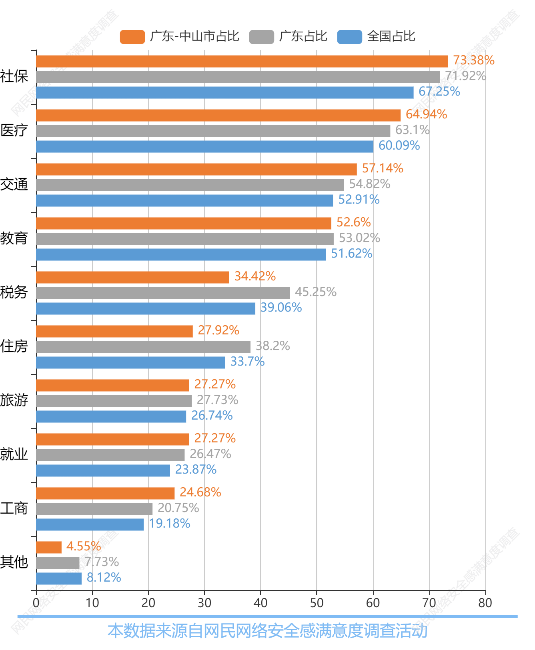 广东-中山市占比 广东占比 全国占比
社保 73.38% 71.92% 67.25%
医疗 64.94% 63.1% 60.09%
交通 57.14% 54.82% 52.91%
教育 52.6% 53.02% 51.62%
税务 34.42% 45.25% 39.06%
住房 27.92% 38.2% 33.7%
旅游 27.27% 27.73% 26.74%
就业 27.27% 26.47% 23.87%
工商 24.68% 20.75% 19.18%
其他 4.55% 7.73% 8.12%
0 10 20 30 40 50 60 70 80
本数据来源自网民网络安全感满意度调查活动